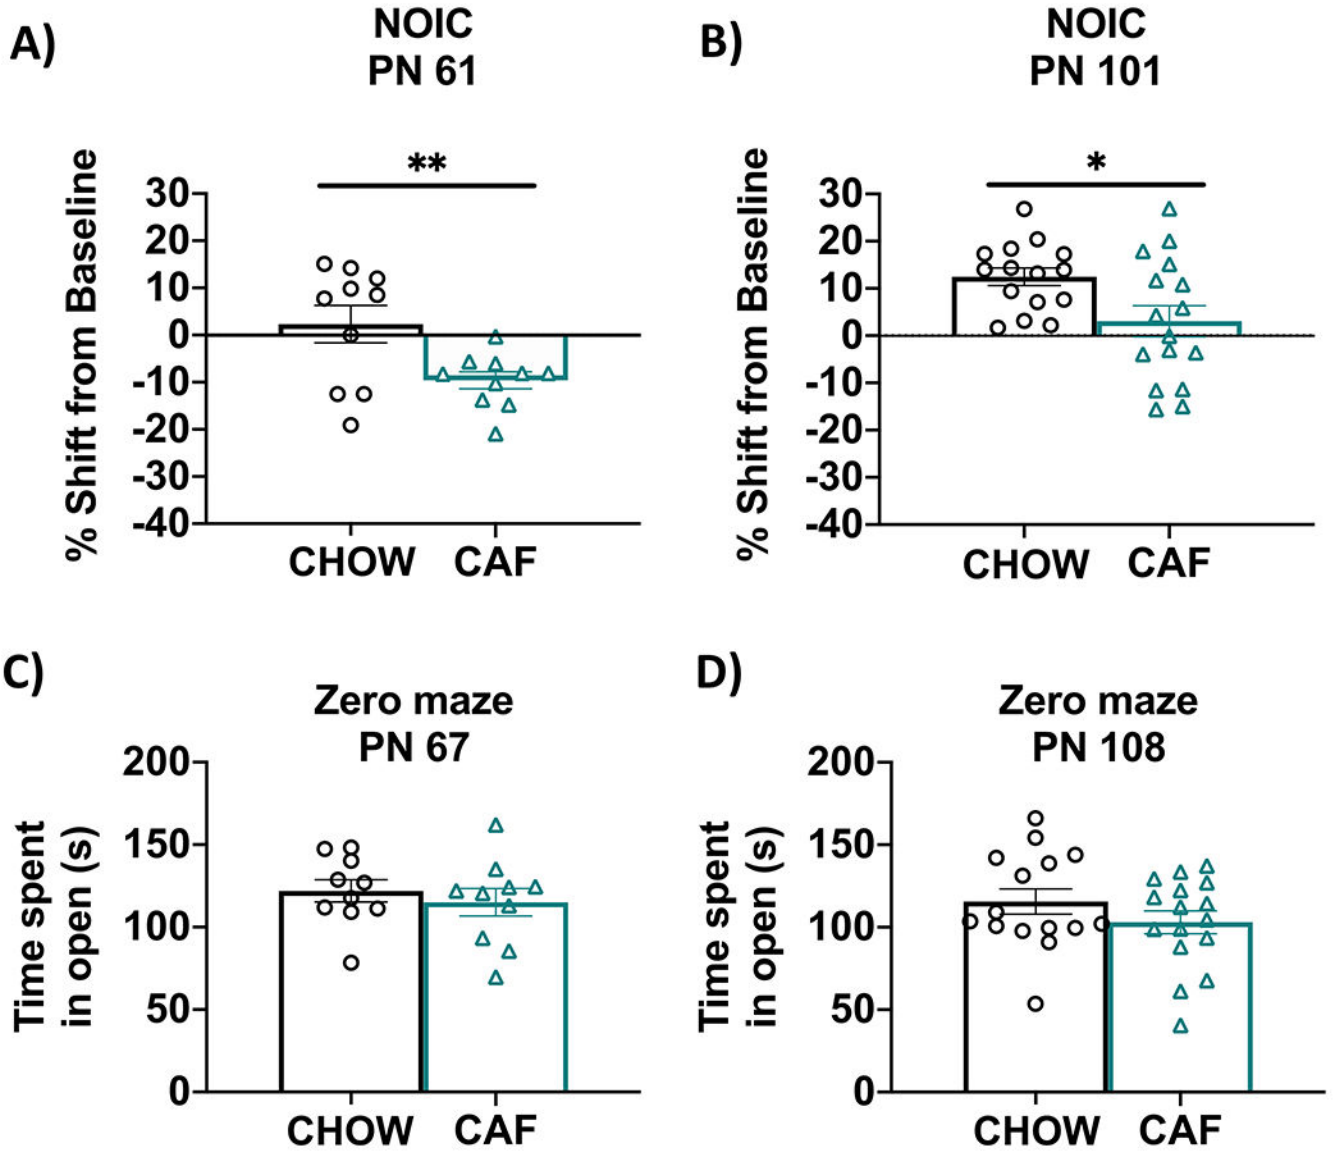 A)
NOIC
PN 61
% Shift from Baseline
**
30
20
10
0
-10
-20
-30
-40
CHOW
CAF
B)
NOIC
PN 101
% Shift from Baseline
*
30
20
10
0
-10
-20
-30
-40
CHOW
CAF
C)
Zero maze
PN 67
Time spent
in open (s)
200
150
100
50
0
CHOW
CAF
D)
Zero maze
PN 108
Time spent
in open (s)
200
150
100
50
0
CHOW
CAF